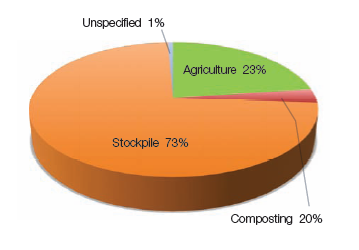 Unspecified 1%
Agriculture 23%
Stockpile 73%
Composting 20%